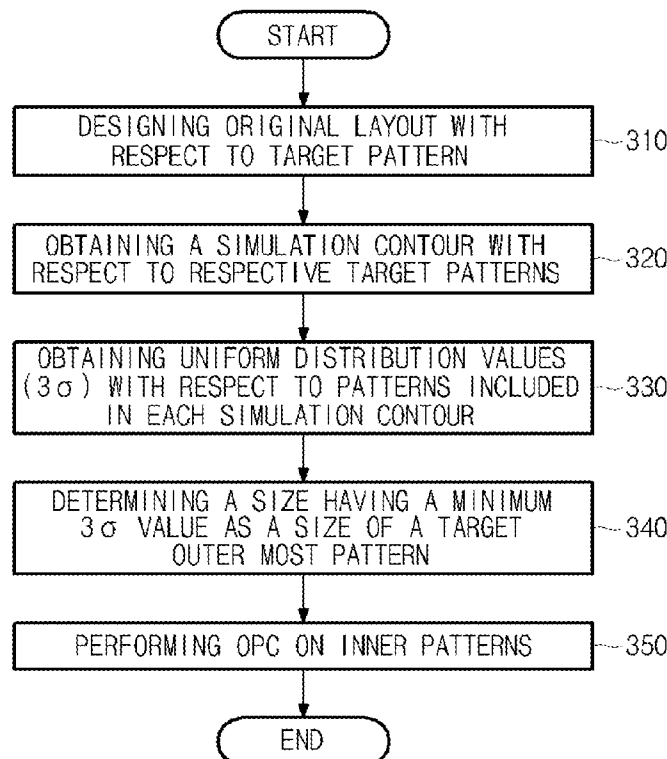 START
DESIGNING ORIGINAL LAYOUT WITH
RESPECT TO TARGET PATTERN
310
OBTAINING A SIMULATION CONTOUR WITH
RESPECT TO RESPECTIVE TARGET PATTERNS
320
OBTAINING UNIFORM DISTRIBUTION VALUES
(3σ) WITH RESPECT TO PATTERNS INCLUDED
IN EACH SIMULATION CONTOUR
330
DETERMINING A SIZE HAVING A MINIMUM
3σ VALUE AS A SIZE OF A TARGET
OUTER MOST PATTERN
340
PERFORMING OPC ON INNER PATTERNS
350
END